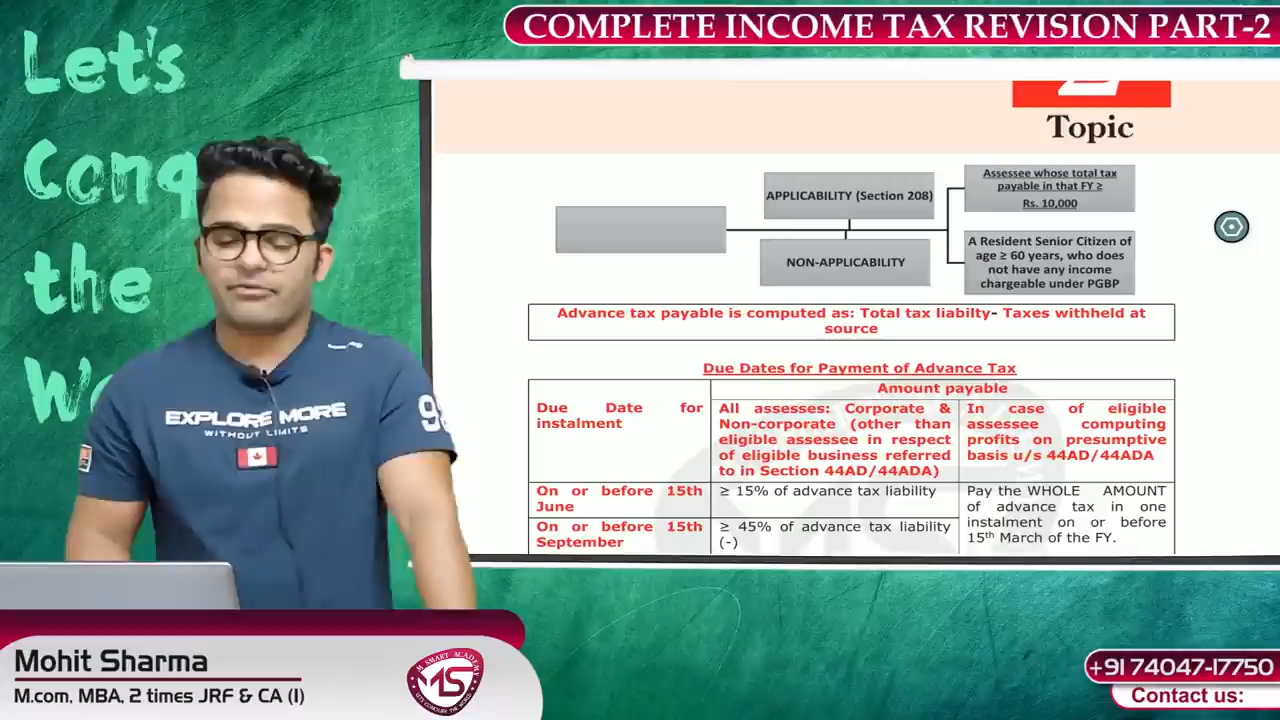 COMPLETE INCOME TAX REVISION PART-2
Let's
Conq
the
Wo
Topic
APPLICABILITY (Section 208)
NON-APPLICABILITY
Assessee whose total tax
payable in that FY ≥
Rs. 10,000
A Resident Senior Citizen of
age ≥ 60 years, who does
not have any income
chargeable under PGBP
Advance tax payable is computed as: Total tax liabilty- Taxes withheld at
source
Due Dates for Payment of Advance Tax
Due Date for
instalment
Amount payable
All assesses: Corporate &
Non-corporate (other than
eligible assessee in respect
of eligible business referred
to in Section 44AD/44ADA)
In case of eligible
assessee computing
profits on presumptive
basis u/s 44AD/44ADA
On or before 15th
June
≥ 15% of advance tax liability
On or before 15th
September
≥ 45% of advance tax liability
(-)
Pay the WHOLE AMOUNT
of advance tax in one
instalment on or before
15th March of the FY.
EXPLORE MORE
WITHOUT LIMITS
Mohit Sharma
M.com, MBA, 2 times JRF & CA (I)
M SMART ACADEMY
MS
LET'S CONQUER THE WORLD
+91 74047-17750
Contact us: